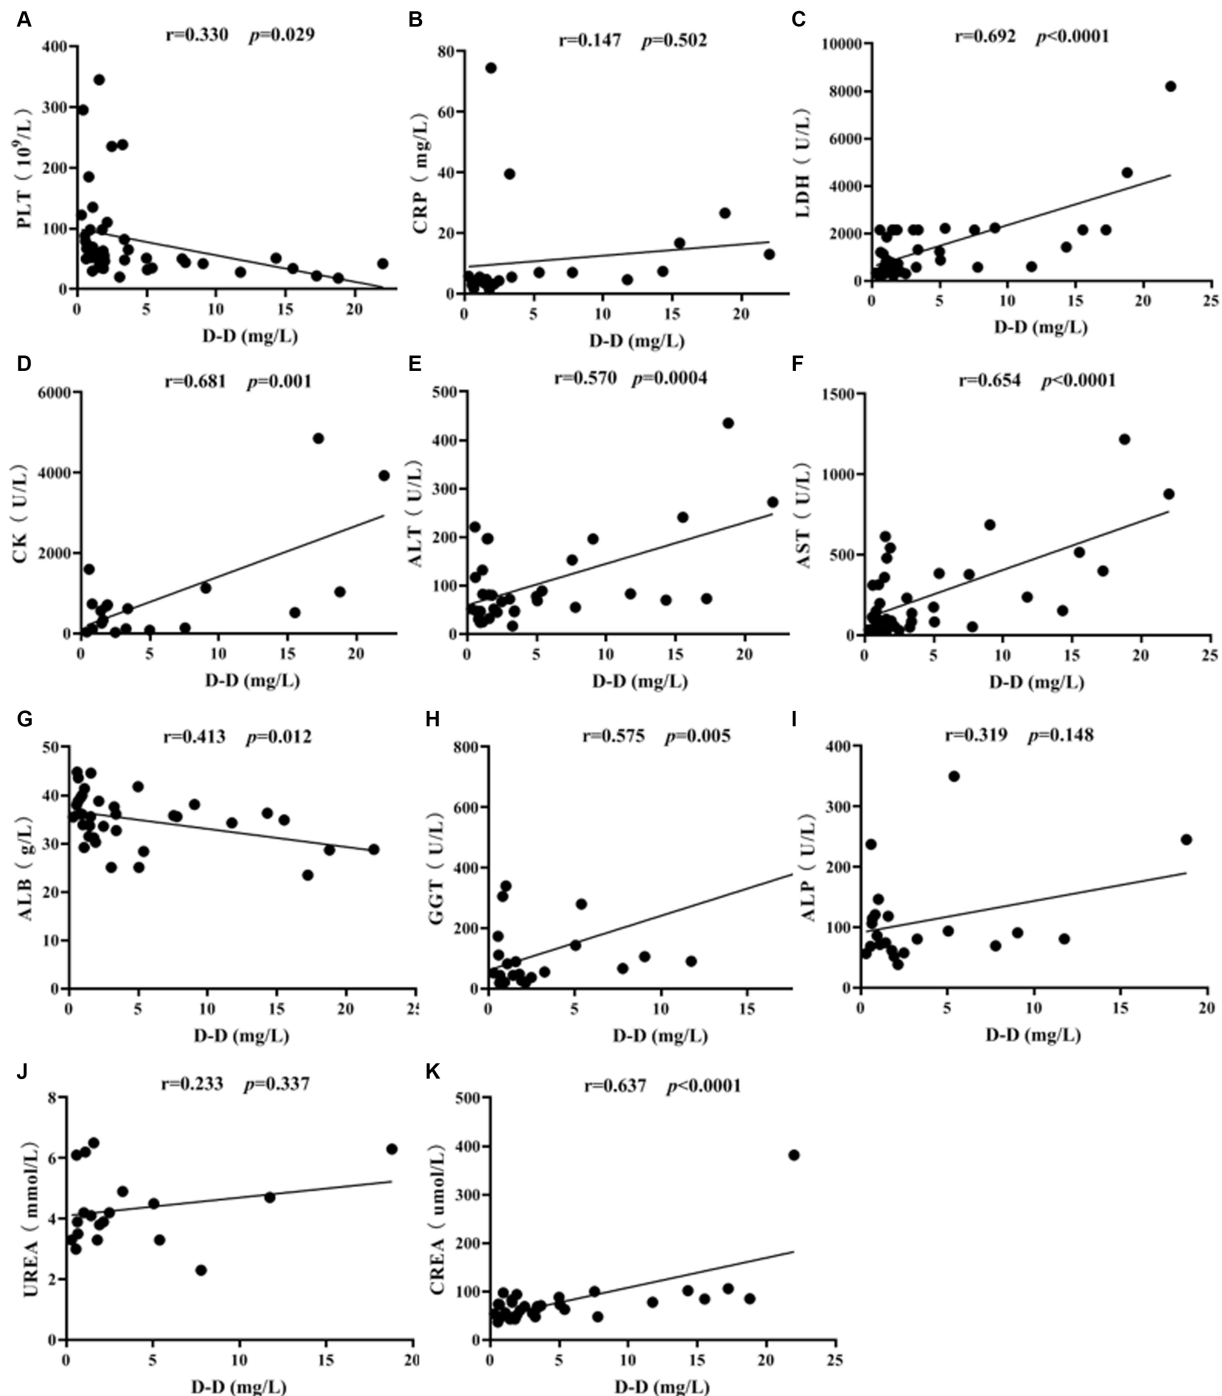 A
r=0.330 p=0.029
PLT ( 10⁹/L)
400
300
200
100
0
0 5 10 15 20
D-D (mg/L)
B
r=0.147 p=0.502
CRP ( mg/L)
80
60
40
20
0
0 5 10 15 20
D-D (mg/L)
C
r=0.692 p<0.0001
LDH ( U/L)
10000
8000
6000
4000
2000
0
0 5 10 15 20 25
D-D (mg/L)
D
r=0.681 p=0.001
CK ( U/L)
6000
4000
2000
0
0 5 10 15 20
D-D (mg/L)
E
r=0.570 p=0.0004
ALT ( U/L)
500
400
300
200
100
0
0 5 10 15 20
D-D (mg/L)
F
r=0.654 p<0.0001
AST ( U/L)
1500
1000
500
0
0 5 10 15 20 25
D-D (mg/L)
G
r=0.413 p=0.012
ALB ( g/L)
50
40
30
20
10
0
0 5 10 15 20 25
D-D (mg/L)
H
r=0.575 p=0.005
GGT ( U/L)
800
600
400
200
0
0 5 10 15
D-D (mg/L)
I
r=0.319 p=0.148
ALP ( U/L)
400
300
200
100
0
0 5 10 15 20
D-D (mg/L)
J
r=0.233 p=0.337
UREA ( mmol/L)
8
6
4
2
0
0 5 10 15 20
D-D (mg/L)
K
r=0.637 p<0.0001
CREA ( umol/L)
500
400
300
200
100
0
0 5 10 15 20 25
D-D (mg/L)